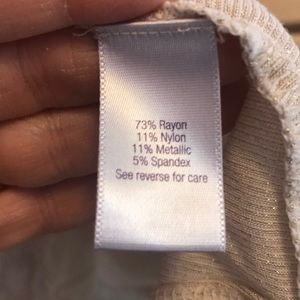 73% Rayon
11% Nylon
11% Metallic
5% Spandex
See reverse for care